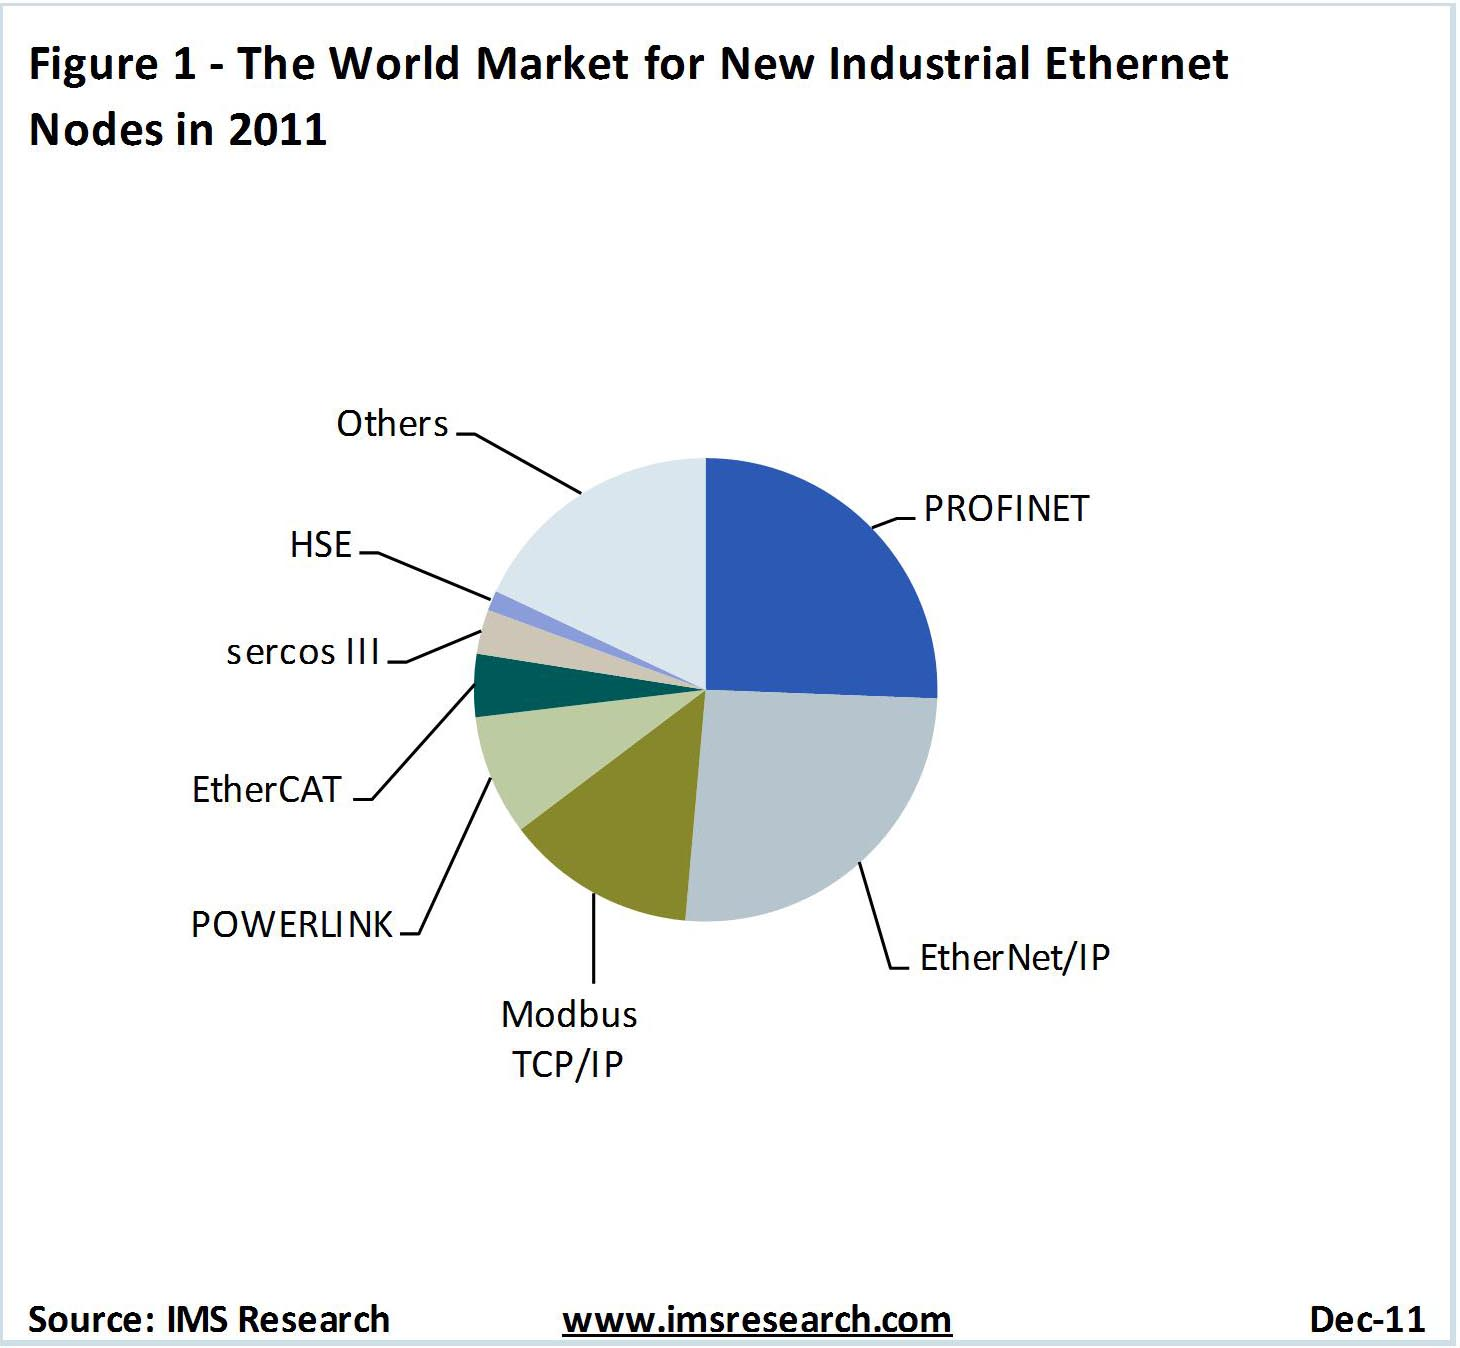 Figure 1 - The World Market for New Industrial Ethernet
Nodes in 2011
Others
PROFINET
HSE
sercos III
EtherCAT
POWERLINK
EtherNet/IP
Modbus
TCP/IP
Source: IMS Research
www.imsresearch.com
Dec-11